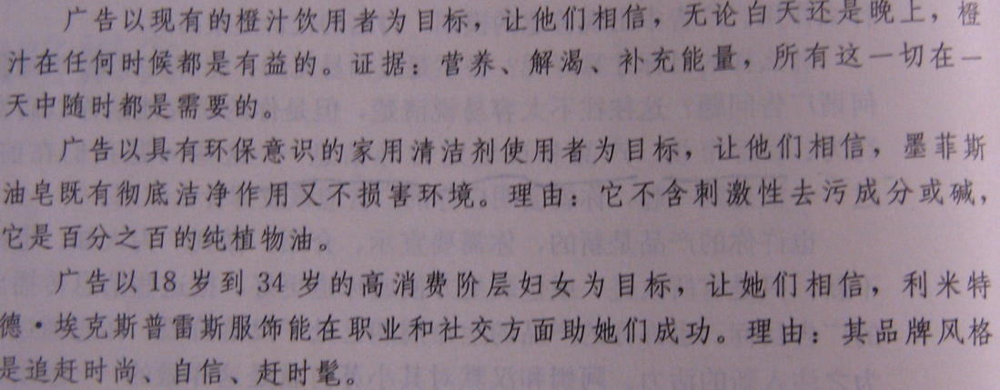 广告以现有的橙汁饮用者为目标，让他们相信，无论白天还是晚上，橙
汁在任何时候都是有益的。证据：营养、解渴、补充能量，所有这一切在一
天中随时都是需要的。
广告以具有环保意识的家用清洁剂使用者为目标，让他们相信，墨菲斯
油皂既有彻底洁净作用又不损害环境。理由：它不含刺激性去污成分或碱，
它是百分之百的纯植物油。
广告以 18 岁到 34 岁的高消费阶层妇女为目标，让她们相信，利米特
德·埃克斯普雷斯服饰能在职业和社交方面助她们成功。理由：其品牌风格
是追赶时尚、自信、赶时髦。